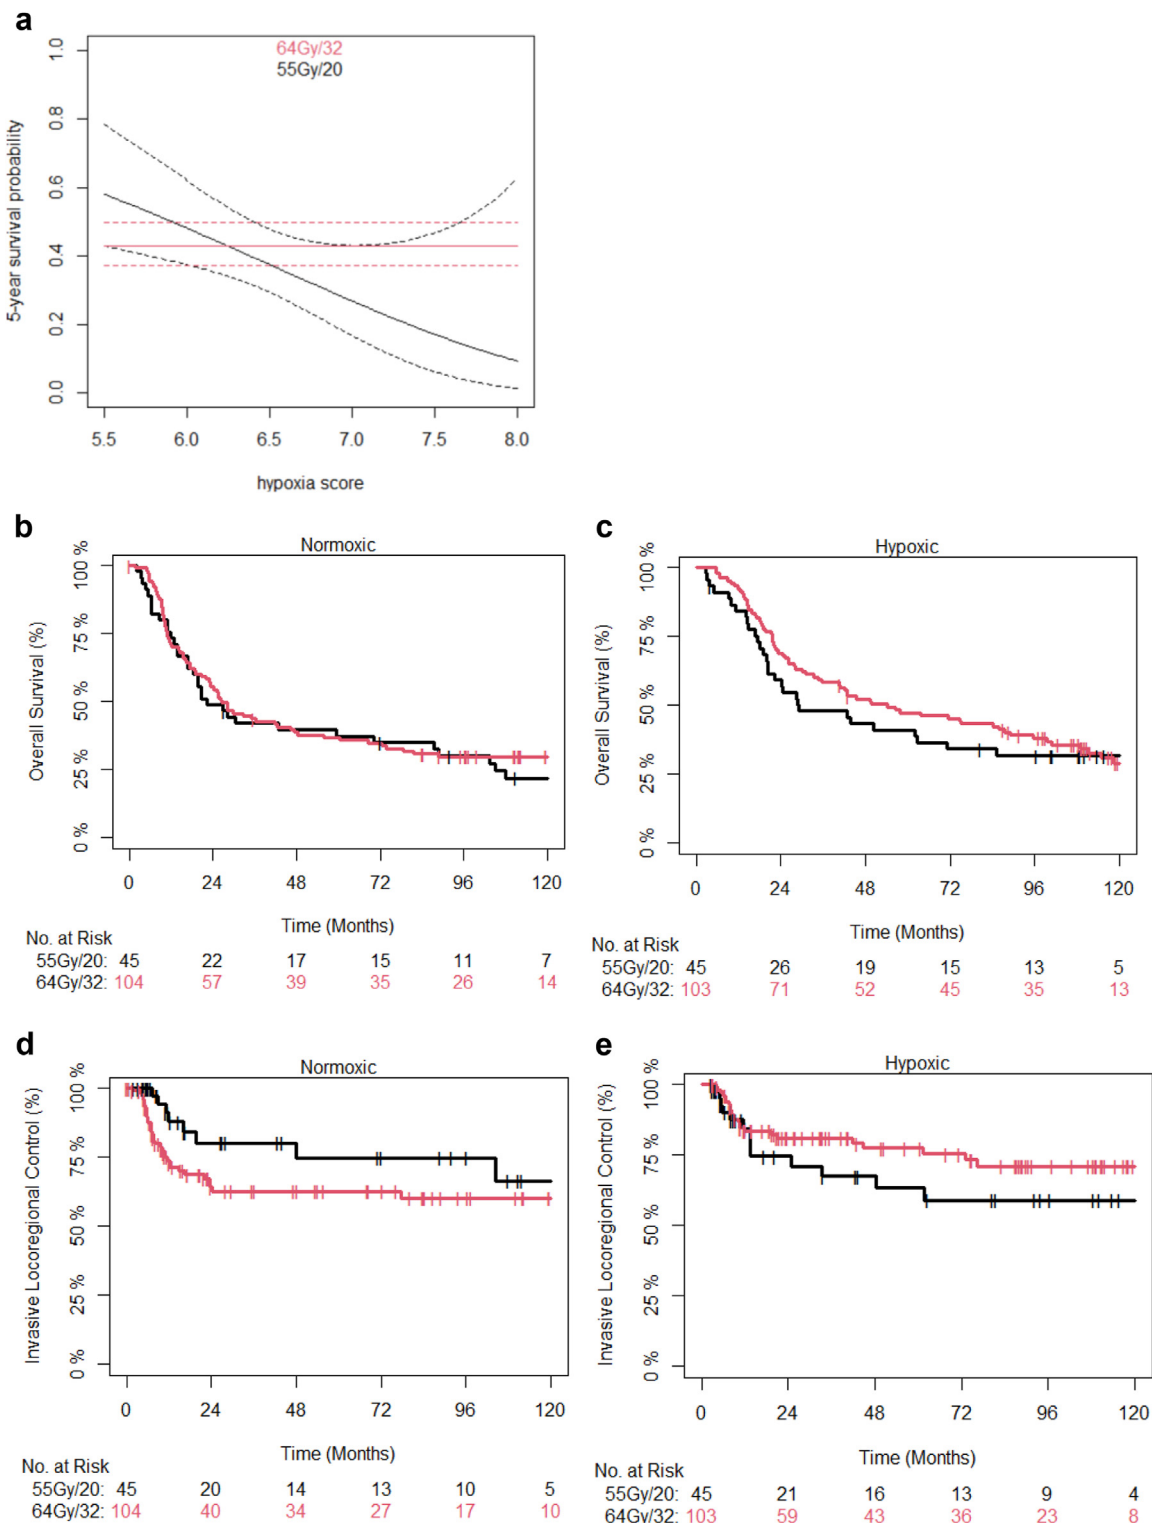 a
64Gy/32
55Gy/20
5-year survival probability
1.0
0.8
0.6
0.4
0.2
0.0
5.5 6.0 6.5 7.0 7.5 8.0
hypoxia score
b
Normoxic
Overall Survival (%)
100 %
75 %
50 %
25 %
0 %
0 24 48 72 96 120
Time (Months)
No. at Risk
55Gy/20: 45 22 17 15 11 7
64Gy/32: 104 57 39 35 26 14
c
Hypoxic
Overall Survival (%)
100 %
75 %
50 %
25 %
0 %
0 24 48 72 96 120
Time (Months)
No. at Risk
55Gy/20: 45 26 19 15 13 5
64Gy/32: 103 71 52 45 35 13
d
Normoxic
Invasive Locoregional Control (%)
100 %
75 %
50 %
25 %
0 %
0 24 48 72 96 120
Time (Months)
No. at Risk
55Gy/20: 45 20 14 13 10 5
64Gy/32: 104 40 34 27 17 10
e
Hypoxic
Invasive Locoregional Control (%)
100 %
75 %
50 %
25 %
0 %
0 24 48 72 96 120
Time (Months)
No. at Risk
55Gy/20: 45 21 16 13 9 4
64Gy/32: 103 59 43 36 23 8